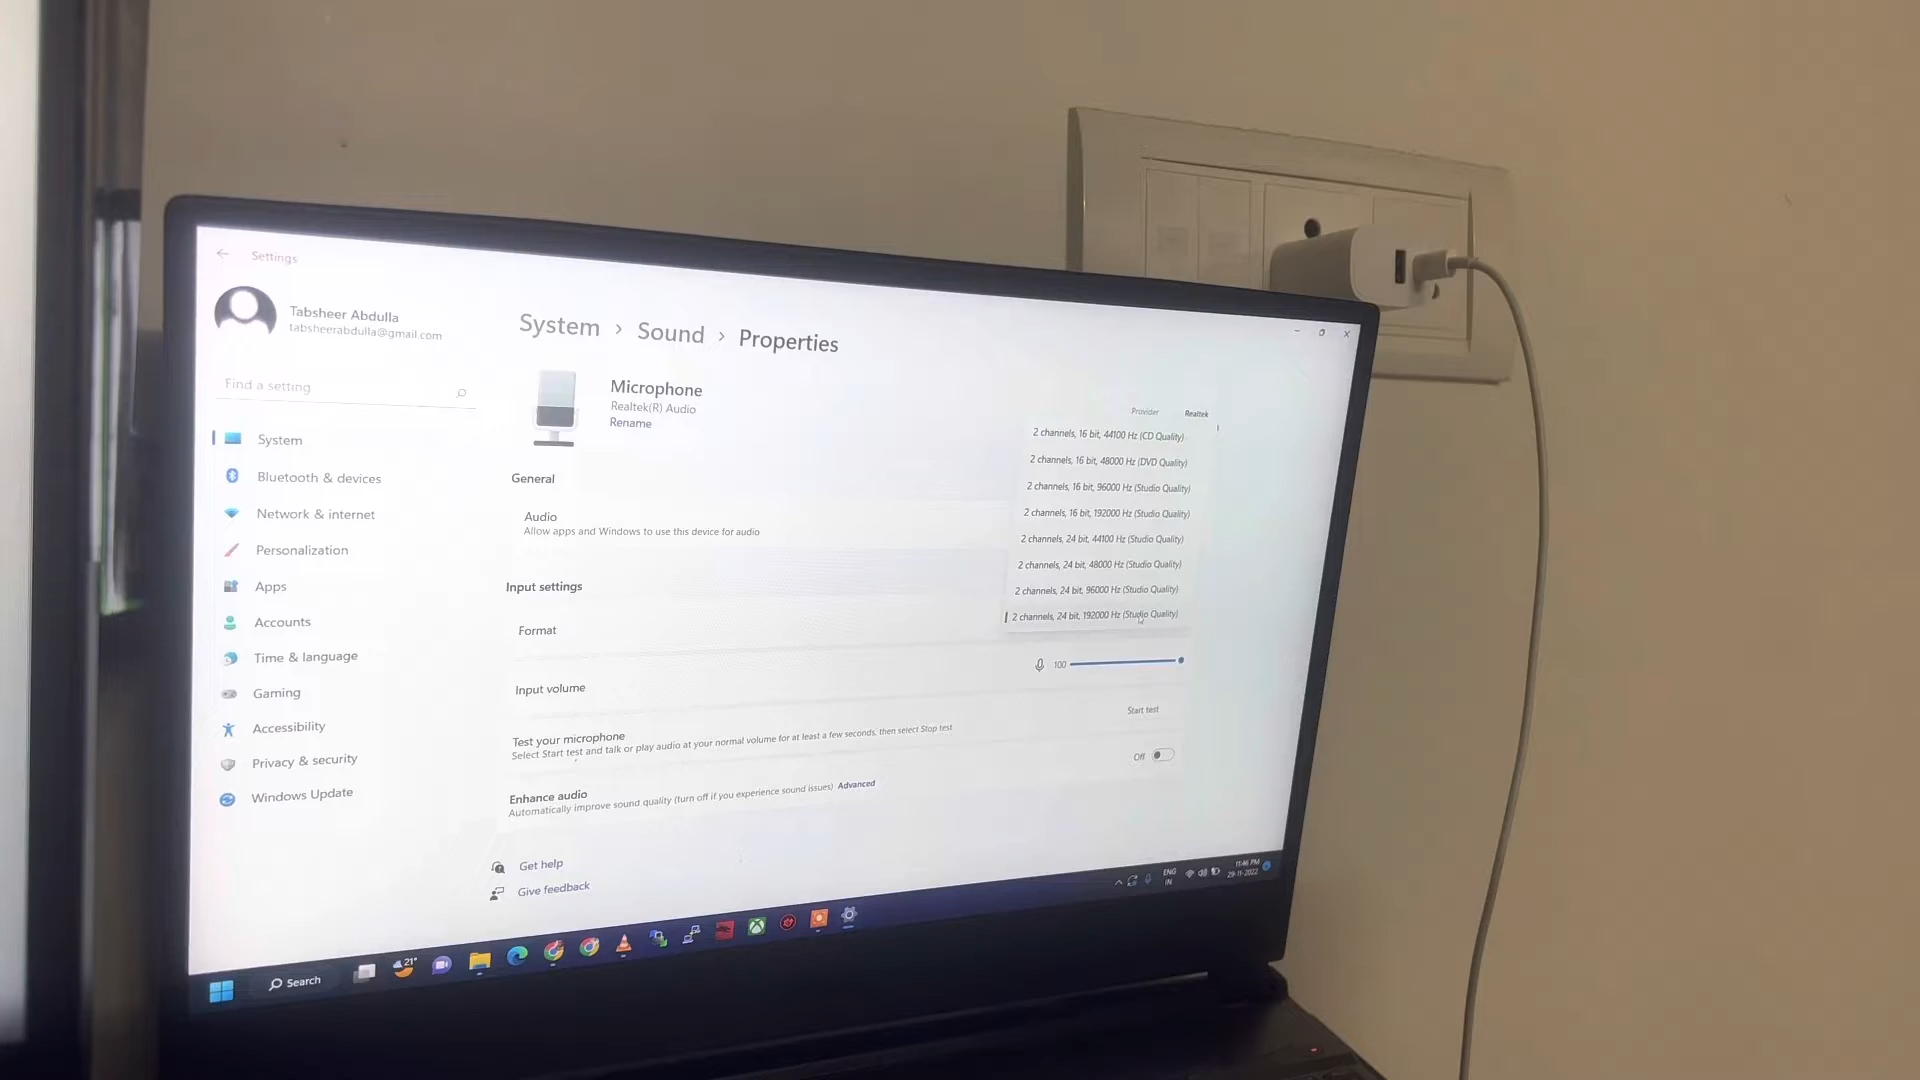 Settings
Tabsheer Abdulla
tabsheerabdulla@gmail.com
Find a setting
System
Bluetooth & devices
Network & internet
Personalization
Apps
Accounts
Time & language
Gaming
Accessibility
Privacy & security
Windows Update
System > Sound > Properties
Microphone
Realtek(R) Audio
Rename
Provider Realtek
General
Audio
Allow apps and Windows to use this device for audio
Input settings
Format
2 channels, 16 bit, 44100 Hz (CD Quality)
2 channels, 16 bit, 48000 Hz (DVD Quality)
2 channels, 16 bit, 96000 Hz (Studio Quality)
2 channels, 16 bit, 192000 Hz (Studio Quality)
2 channels, 24 bit, 44100 Hz (Studio Quality)
2 channels, 24 bit, 48000 Hz (Studio Quality)
2 channels, 24 bit, 96000 Hz (Studio Quality)
2 channels, 24 bit, 192000 Hz (Studio Quality)
Input volume
100
Test your microphone
Select Start test and talk or play audio at your normal volume for at least a few seconds, then select Stop test
Start test
Enhance audio
Automatically improve sound quality (turn off if you experience sound issues) Advanced
Off
Get help
Give feedback
Search
21°
ENG
IN
11:46 PM
29-11-2022